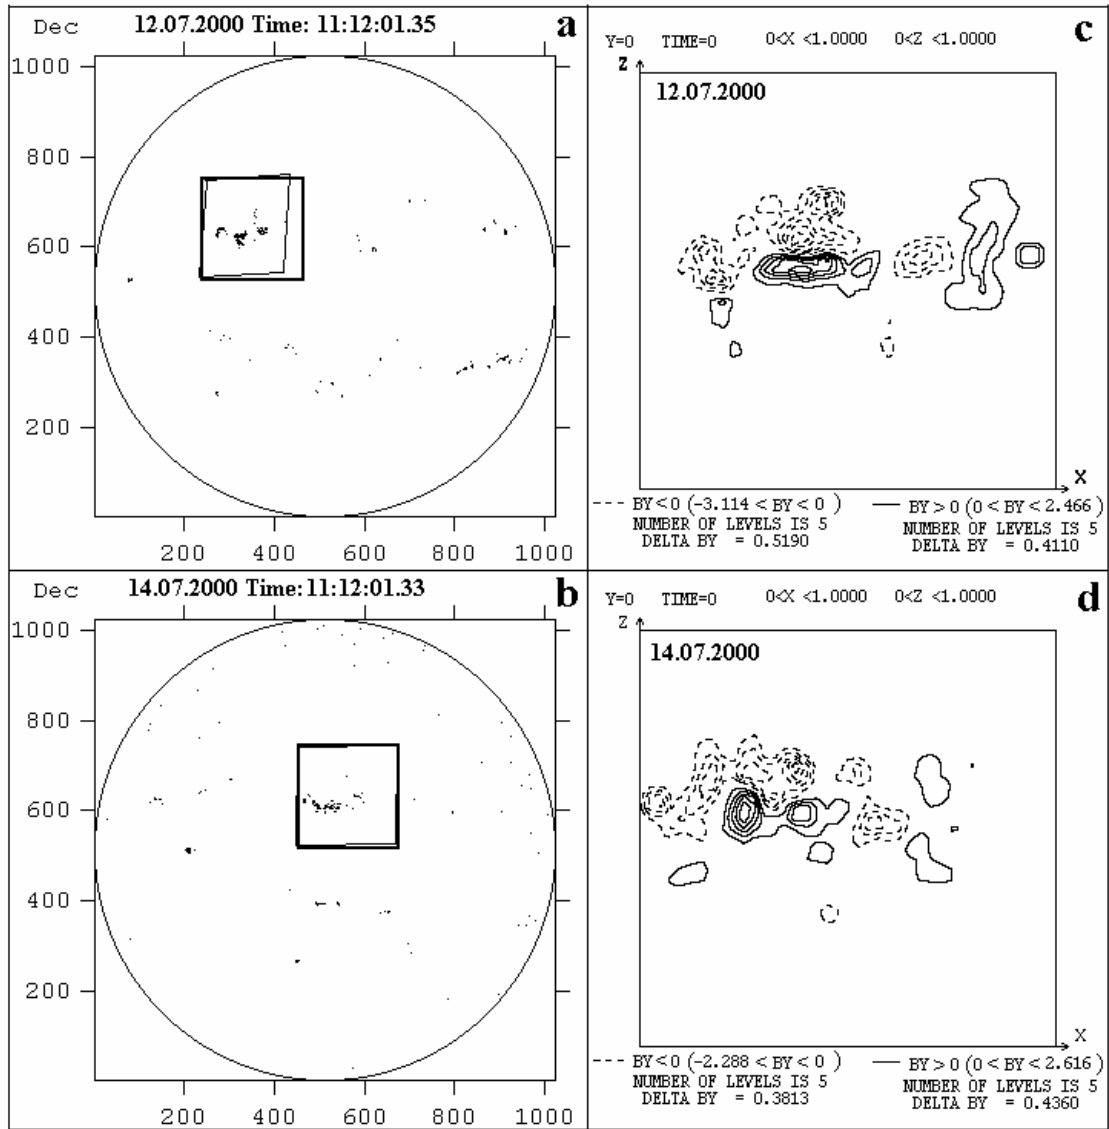 Dec 12.07.2000 Time: 11:12:01.35 a
1000
800
600
400
200
200 400 600 800 1000
Y=0 TIME=0 0<X <1.0000 0<Z <1.0000 c
Z
12.07.2000
X
BY<0 (-3.114 < BY < 0) BY>0 (0 < BY < 2.466)
NUMBER OF LEVELS IS 5 NUMBER OF LEVELS IS 5
DELTA BY = 0.5190 DELTA BY = 0.4110
Dec 14.07.2000 Time: 11:12:01.33 b
1000
800
600
400
200
200 400 600 800 1000
d
Y=0 TIME=0 0<X <1.0000 0<Z <1.0000
Z
14.07.2000
X
BY<0 (-2.288 < BY < 0) BY>0 (0 < BY < 2.616)
NUMBER OF LEVELS IS 5 NUMBER OF LEVELS IS 5
DELTA BY = 0.3813 DELTA BY = 0.4360